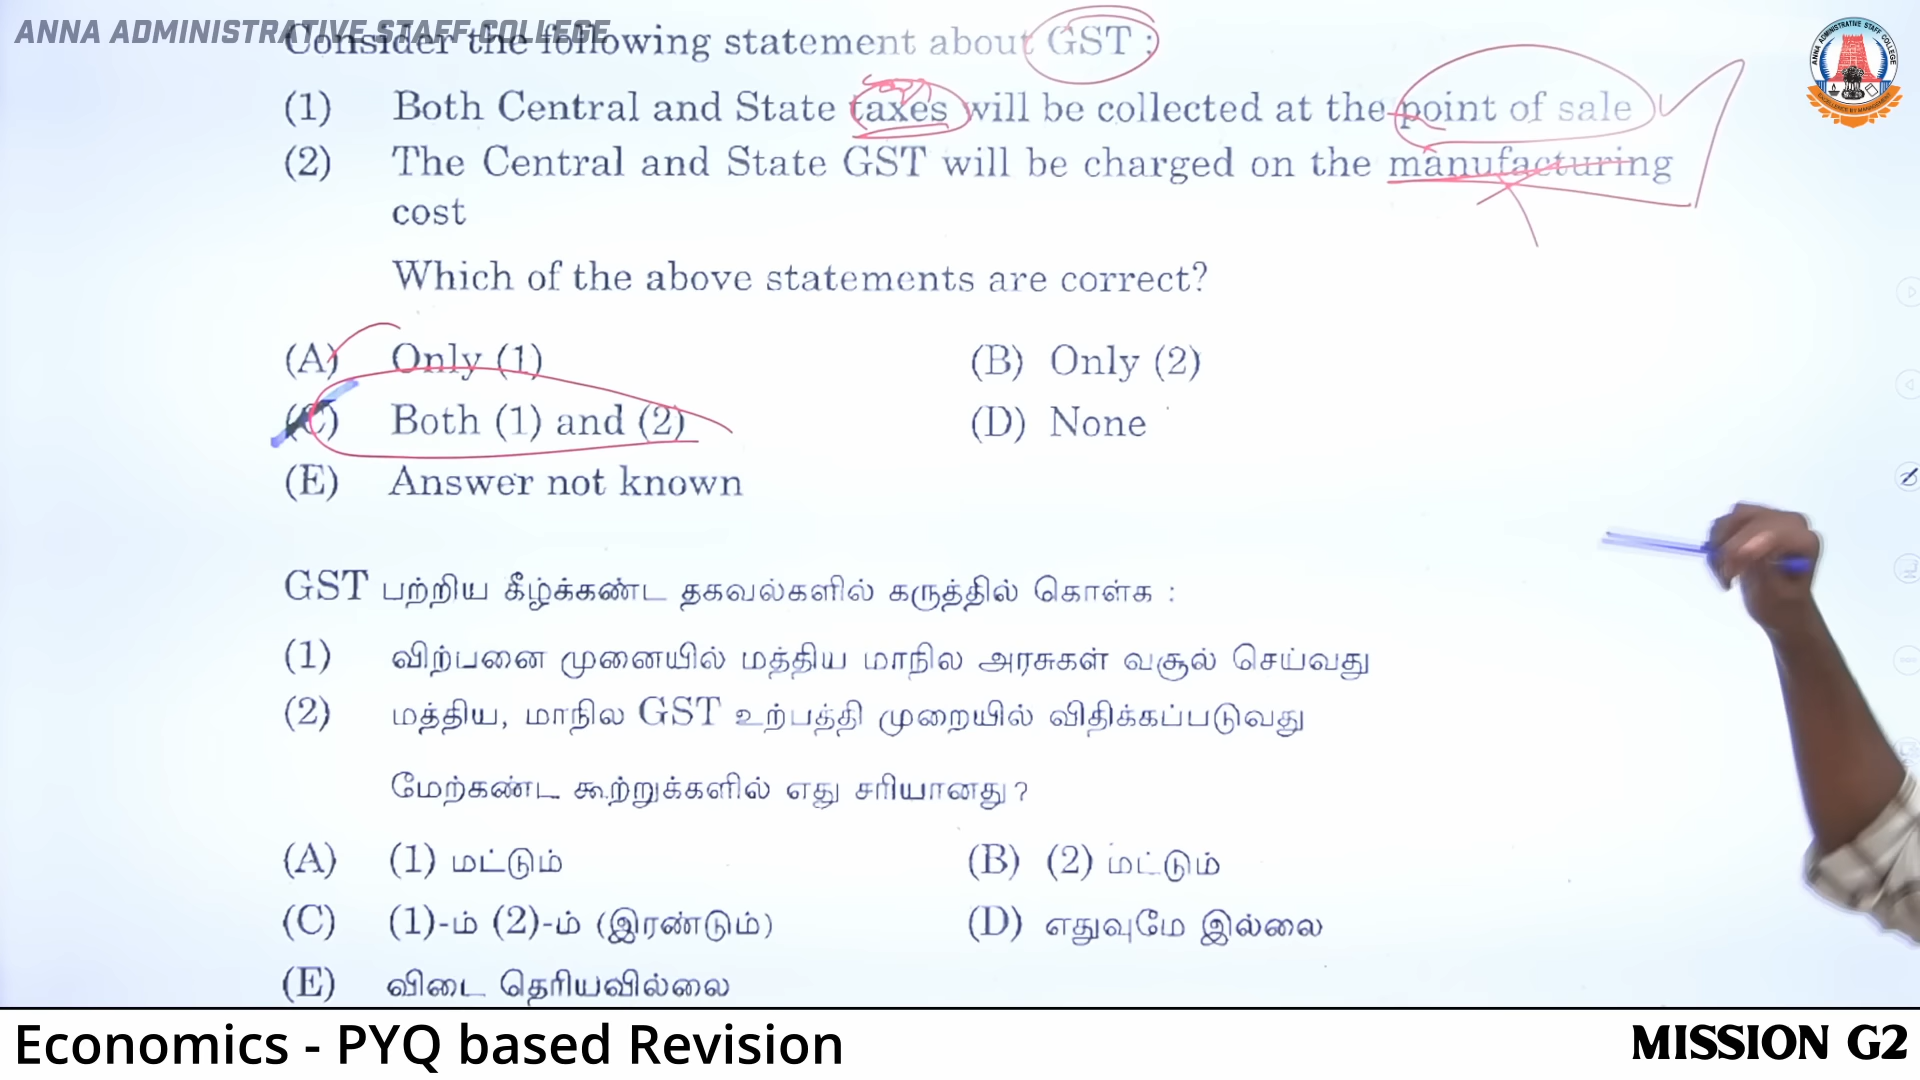 ANNA ADMINISTRATIVE STAFF COLLEGE
Consider the following statement about GST :
(1) Both Central and State taxes will be collected at the point of sale
(2) The Central and State GST will be charged on the manufacturing
cost
Which of the above statements are correct?
(A) Only (1) (B) Only (2)
(C) Both (1) and (2) (D) None
(E) Answer not known
GST பற்றிய கீழ்க்கண்ட தகவல்களில் கருத்தில் கொள்க :
(1) விற்பனை முனையில் மத்திய மாநில அரசுகள் வசூல் செய்வது
(2) மத்திய, மாநில GST உற்பத்தி முறையில் விதிக்கப்படுவது
மேற்கண்ட கூற்றுக்களில் எது சரியானது?
(A) (1) மட்டும் (B) (2) மட்டும்
(C) (1)-ம் (2)-ம் (இரண்டும்) (D) எதுவுமே இல்லை
(E) விடை தெரியவில்லை
Economics - PYQ based Revision
MISSION G2